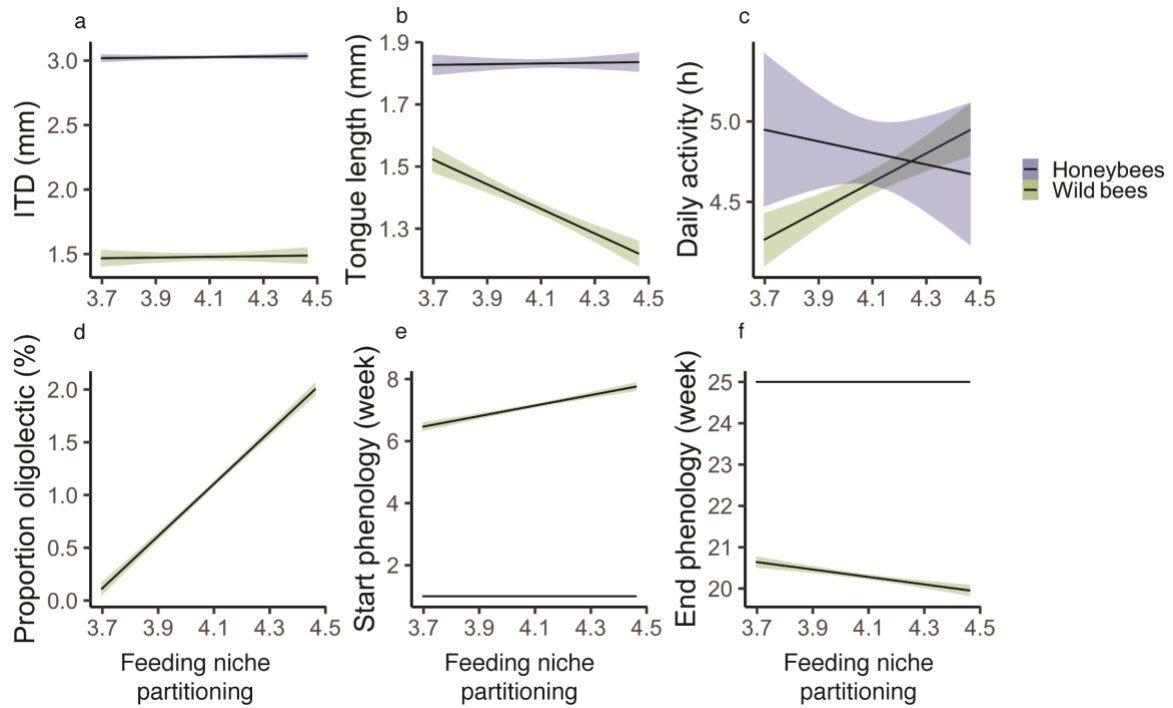 a
ITD (mm)
3.0
2.5
2.0
1.5
3.7 3.9 4.1 4.3 4.5
b
Tongue length (mm)
1.9
1.7
1.5
1.3
3.7 3.9 4.1 4.3 4.5
c
Daily activity (h)
5.0
4.5
3.7 3.9 4.1 4.3 4.5
Honeybees
Wild bees
d
Proportion oligolectic (%)
2.0
1.5
1.0
0.5
0.0
3.7 3.9 4.1 4.3 4.5
Feeding niche
partitioning
e
Start phenology (week)
8
6
4
2
3.7 3.9 4.1 4.3 4.5
Feeding niche
partitioning
f
End phenology (week)
25
24
23
22
21
20
3.7 3.9 4.1 4.3 4.5
Feeding niche
partitioning